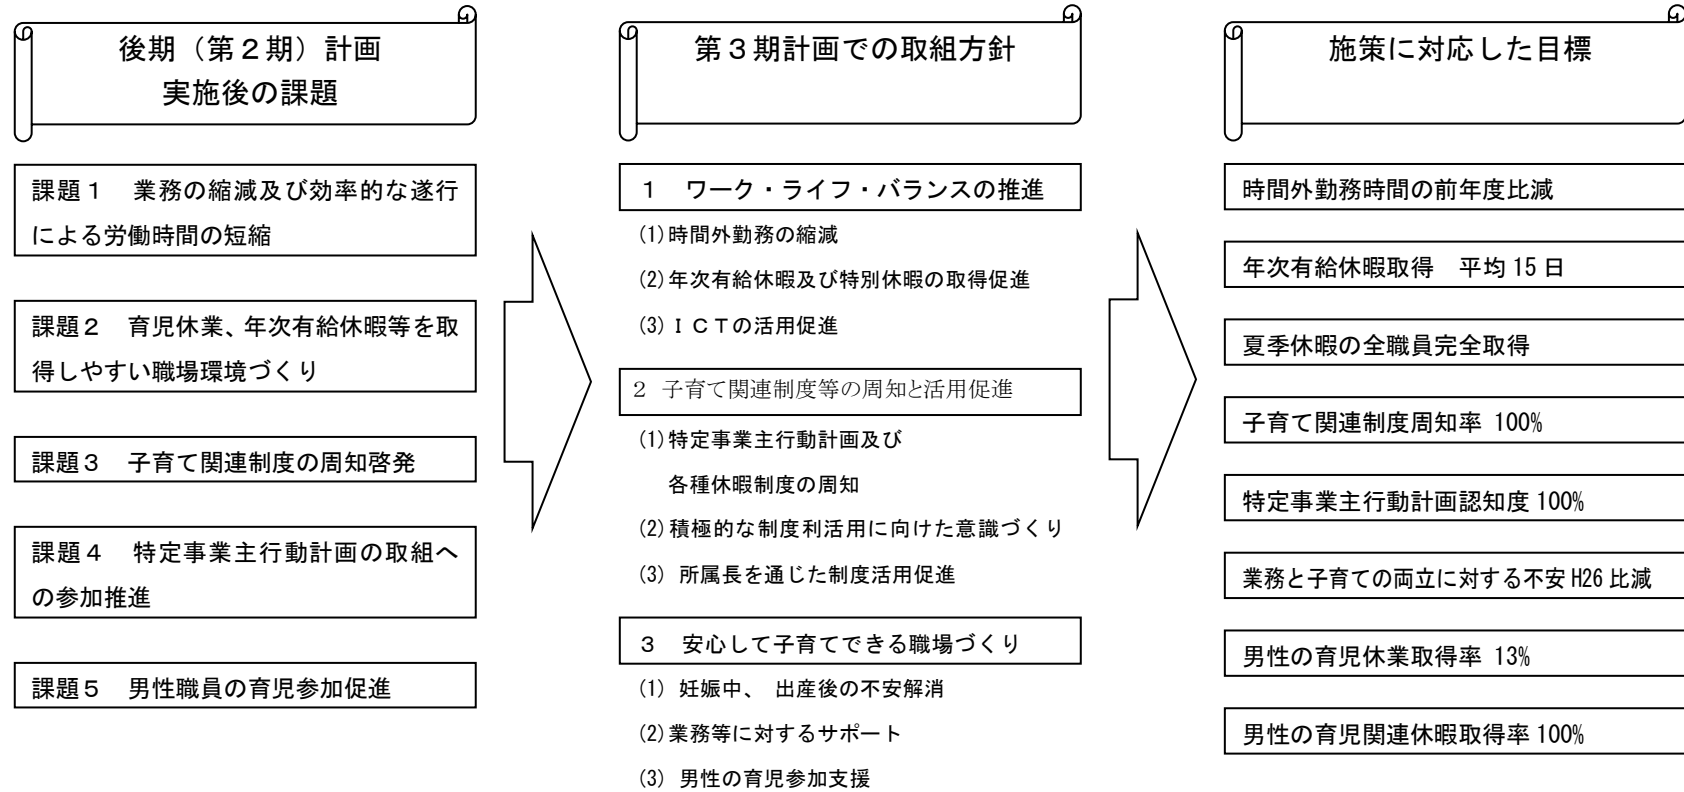 後期（第２期）計画
実施後の課題
課題１　業務の縮減及び効率的な遂行
による労働時間の短縮
課題２　育児休業、年次有給休暇等を取
得しやすい職場環境づくり
課題３　子育て関連制度の周知啓発
課題４　特定事業主行動計画の取組へ
の参加推進
課題５　男性職員の育児参加促進
第３期計画での取組方針
１　ワーク・ライフ・バランスの推進
(1)時間外勤務の縮減
(2)年次有給休暇及び特別休暇の取得促進
(3)ＩＣＴの活用促進
２ 子育て関連制度等の周知と活用促進
(1)特定事業主行動計画及び
各種休暇制度の周知
(2)積極的な制度利活用に向けた意識づくり
(3) 所属長を通じた制度活用促進
３　安心して子育てできる職場づくり
(1) 妊娠中、 出産後の不安解消
(2)業務等に対するサポート
(3) 男性の育児参加支援
施策に対応した目標
時間外勤務時間の前年度比減
年次有給休暇取得　平均 15 日
夏季休暇の全職員完全取得
子育て関連制度周知率 100%
特定事業主行動計画認知度 100%
業務と子育ての両立に対する不安 H26 比減
男性の育児休業取得率 13%
男性の育児関連休暇取得率 100%